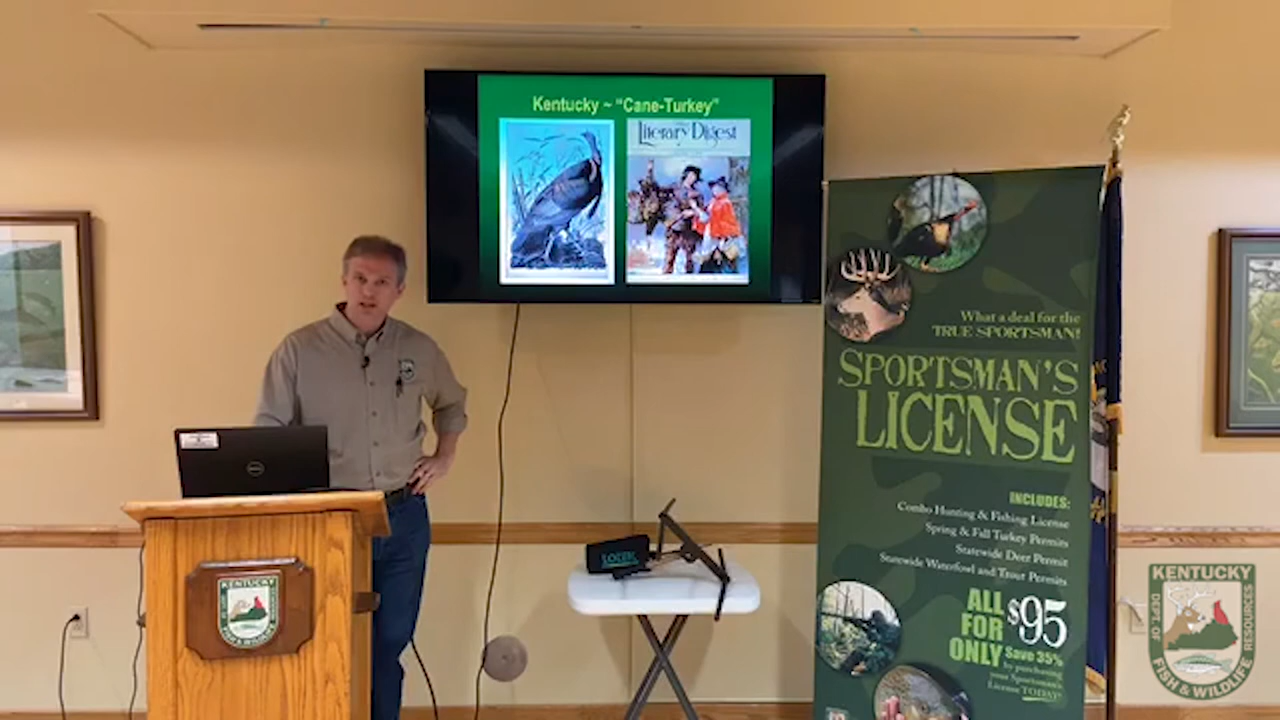 Kentucky ~ "Cane-Turkey"
Literary Digest
What a deal for the
TRUE SPORTSMAN!
SPORTSMAN'S
LICENSE
INCLUDES:
Combo Hunting & Fishing License
Spring & Fall Turkey Permits
Statewide Deer Permit
Statewide Waterfowl and Trout Permits
ALL
FOR
ONLY
$95
Save 35%
by purchasing
your Sportsman's
License TODAY!
DELL
KENTUCKY
KENTUCKY
DEPT. OF
FISH & WILDLIFE
RESOURCES